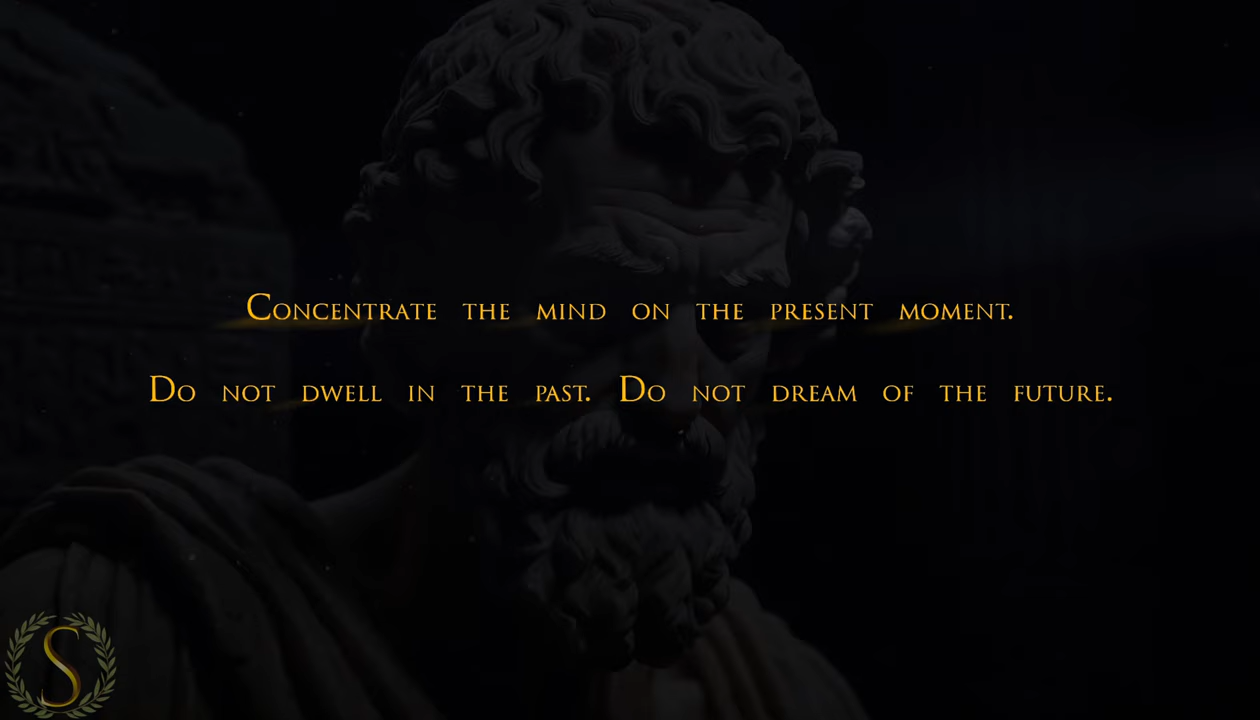 Concentrate the mind on the present moment.
Do not dwell in the past. Do not dream of the future.
S